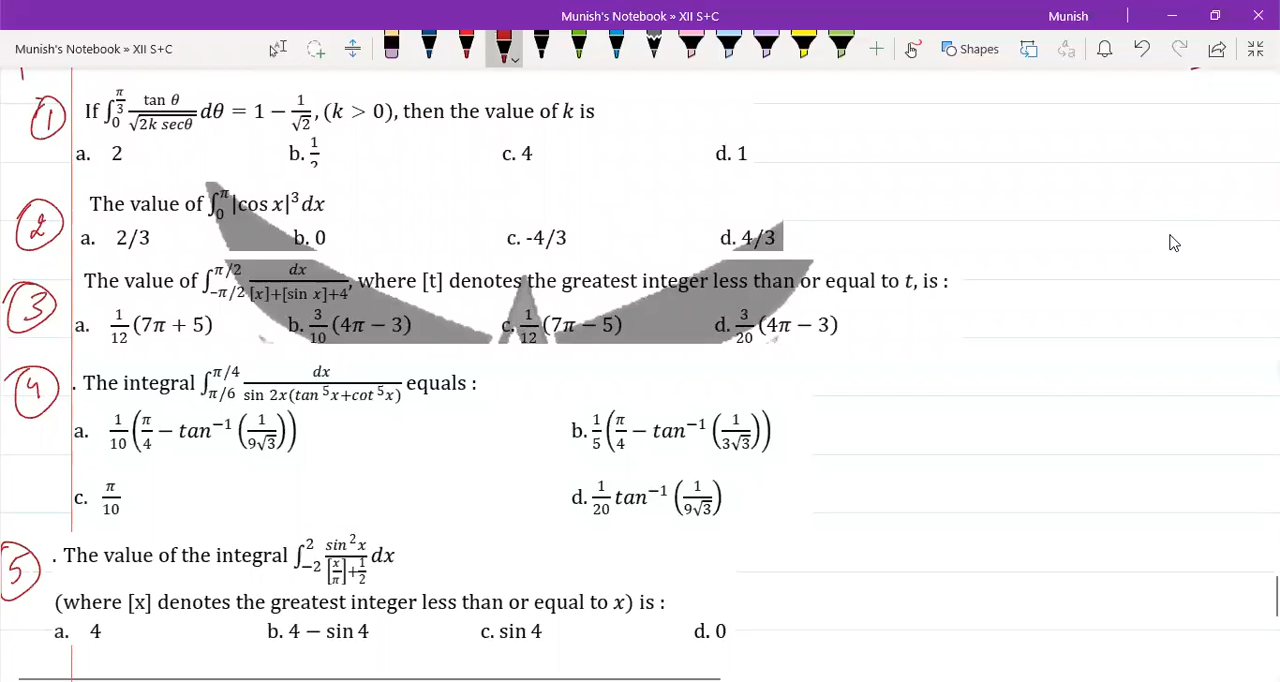 Munish's Notebook » XII S+C
Munish
Munish's Notebook » XII S+C
Shapes
① If ∫₀^{π/3} tan θ/√(2k secθ) dθ = 1 − 1/√2, (k > 0), then the value of k is
a. 2 b. 1/2 c. 4 d. 1
② The value of ∫₀^π |cos x|³ dx
a. 2/3 b. 0 c. -4/3 d. 4/3
③ The value of ∫_{−π/2}^{π/2} dx/([x]+[sin x]+4), where [t] denotes the greatest integer less than or equal to t, is :
a. 1/12 (7π + 5) b. 3/10 (4π − 3) c. 1/12 (7π − 5) d. 3/20 (4π − 3)
④ . The integral ∫_{π/6}^{π/4} dx/(sin 2x(tan⁵x+cot⁵x)) equals :
a. 1/10 (π/4 − tan⁻¹ (1/(9√3))) b. 1/5 (π/4 − tan⁻¹ (1/(3√3)))
c. π/10 d. 1/20 tan⁻¹ (1/(9√3))
⑤ . The value of the integral ∫_{−2}^{2} sin²x/([x/π]+1/2) dx
(where [x] denotes the greatest integer less than or equal to x) is :
a. 4 b. 4 − sin 4 c. sin 4 d. 0